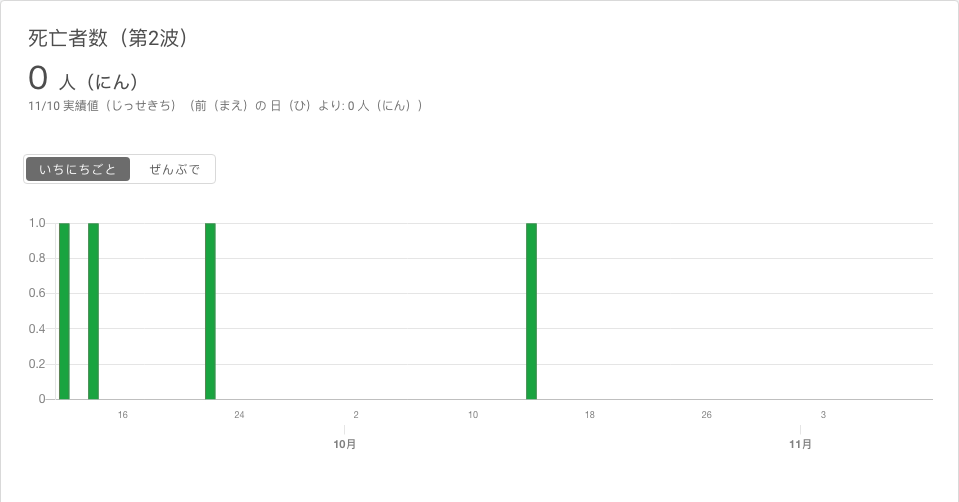 死亡者数（第2波）
0 人（にん）
11/10 実績値（じっせきち）（前（まえ）の 日（ひ）より: 0 人（にん））
いちにちごと ぜんぶで
1.0
0.8
0.6
0.4
0.2
0
16 24 2 10 18 26 3
10月 11月